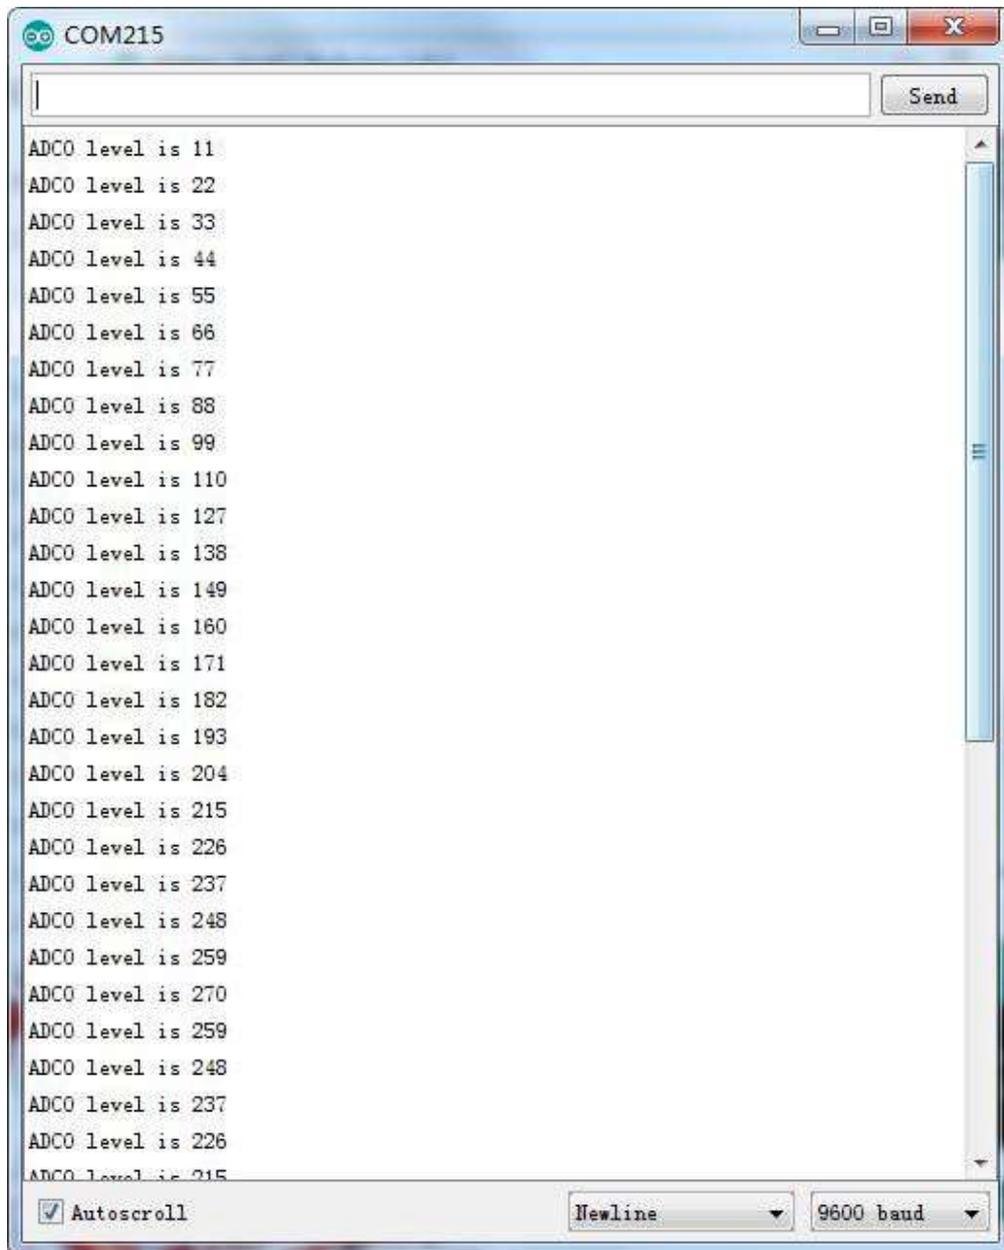 COM215
Send
ADC0 level is 11
ADC0 level is 22
ADC0 level is 33
ADC0 level is 44
ADC0 level is 55
ADC0 level is 66
ADC0 level is 77
ADC0 level is 88
ADC0 level is 99
ADC0 level is 110
ADC0 level is 127
ADC0 level is 138
ADC0 level is 149
ADC0 level is 160
ADC0 level is 171
ADC0 level is 182
ADC0 level is 193
ADC0 level is 204
ADC0 level is 215
ADC0 level is 226
ADC0 level is 237
ADC0 level is 248
ADC0 level is 259
ADC0 level is 270
ADC0 level is 259
ADC0 level is 248
ADC0 level is 237
ADC0 level is 226
ADC0 level is 215
Autoscroll Newline 9600 baud